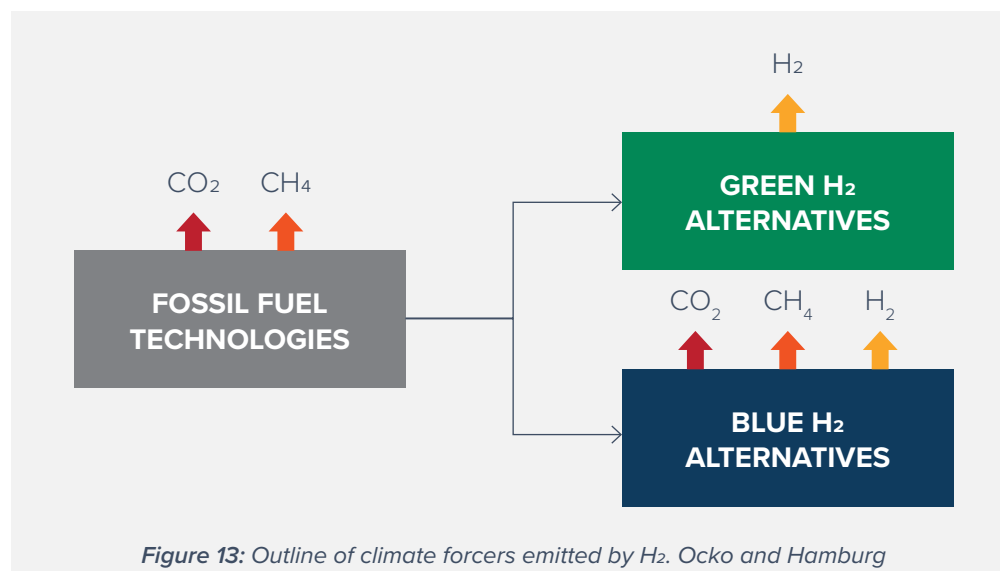 H₂
CO₂ CH₄
GREEN H₂
ALTERNATIVES
FOSSIL FUEL
TECHNOLOGIES
CO₂ CH₄ H₂
BLUE H₂
ALTERNATIVES
Figure 13: Outline of climate forcers emitted by H₂. Ocko and Hamburg